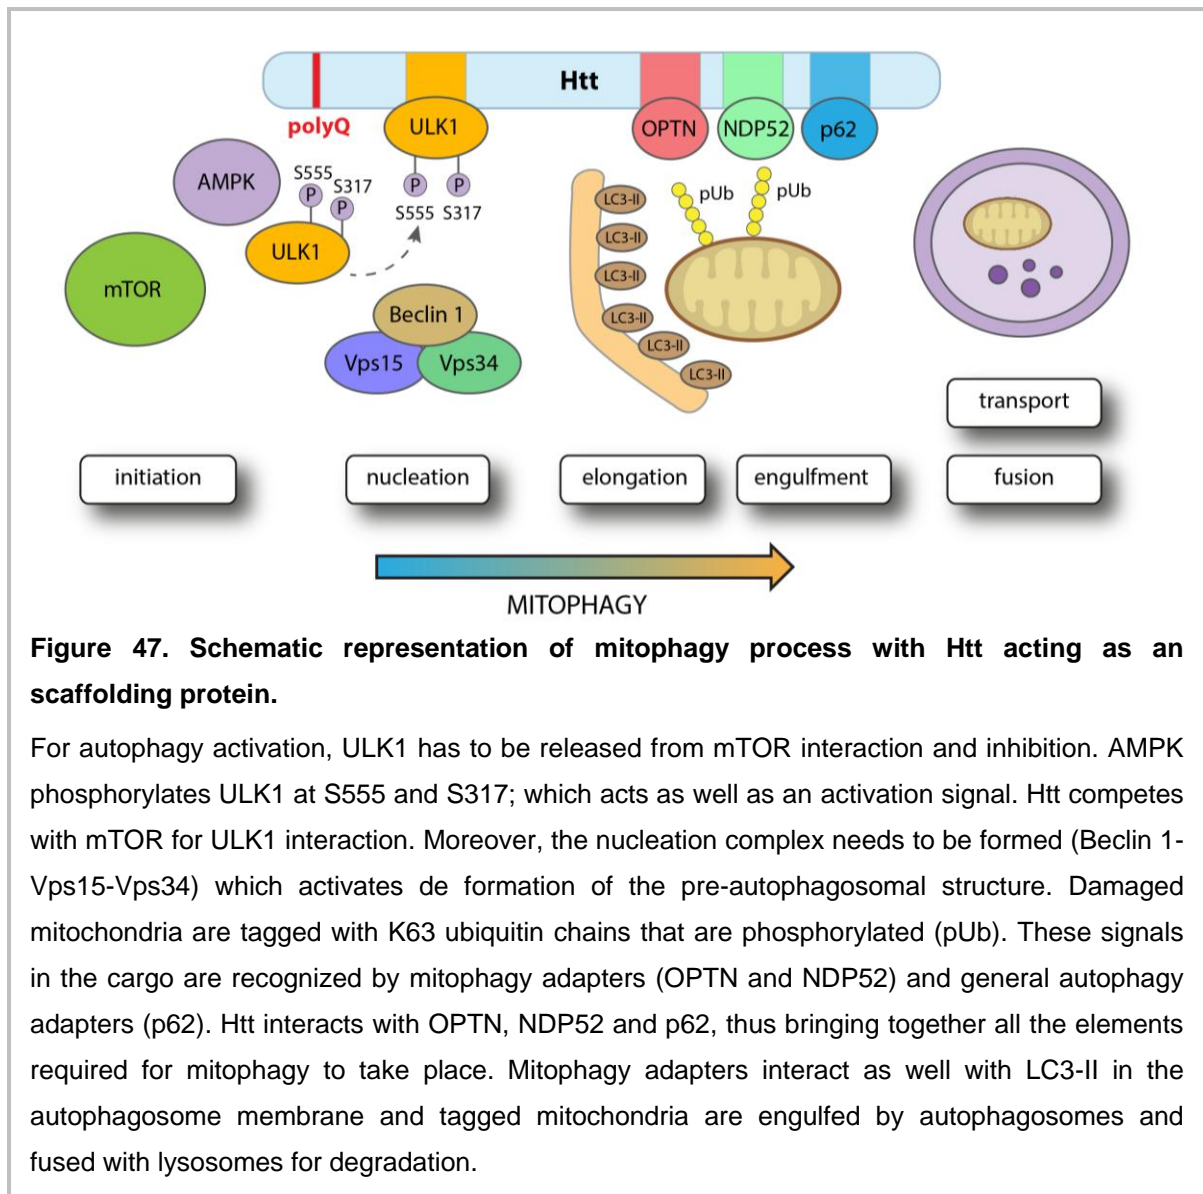 Htt
polyQ
ULK1
OPTN
NDP52
p62
AMPK
S555
S317
P
P
P
P
S555 S317
ULK1
mTOR
Beclin 1
Vps15
Vps34
LC3-II
LC3-II
LC3-II
LC3-II
LC3-II
LC3-II
pUb
pUb
transport
initiation
nucleation
elongation
engulfment
fusion
MITOPHAGY
Figure 47. Schematic representation of mitophagy process with Htt acting as an
scaffolding protein.
For autophagy activation, ULK1 has to be released from mTOR interaction and inhibition. AMPK
phosphorylates ULK1 at S555 and S317; which acts as well as an activation signal. Htt competes
with mTOR for ULK1 interaction. Moreover, the nucleation complex needs to be formed (Beclin 1-
Vps15-Vps34) which activates de formation of the pre-autophagosomal structure. Damaged
mitochondria are tagged with K63 ubiquitin chains that are phosphorylated (pUb). These signals
in the cargo are recognized by mitophagy adapters (OPTN and NDP52) and general autophagy
adapters (p62). Htt interacts with OPTN, NDP52 and p62, thus bringing together all the elements
required for mitophagy to take place. Mitophagy adapters interact as well with LC3-II in the
autophagosome membrane and tagged mitochondria are engulfed by autophagosomes and
fused with lysosomes for degradation.